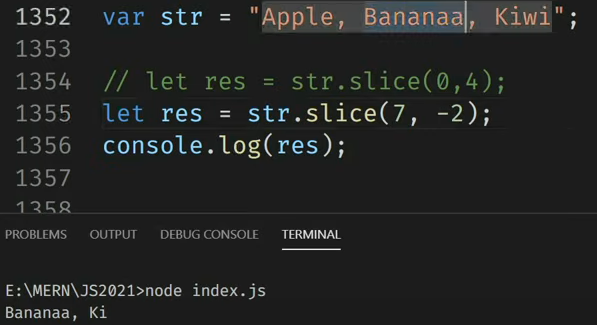 1352 var str = "Apple, Bananaa, Kiwi";
1353
1354 // let res = str.slice(0,4);
1355 let res = str.slice(7, -2);
1356 console.log(res);
1357
1358
PROBLEMS OUTPUT DEBUG CONSOLE TERMINAL
E:\MERN\JS2021>node index.js
Bananaa, Ki